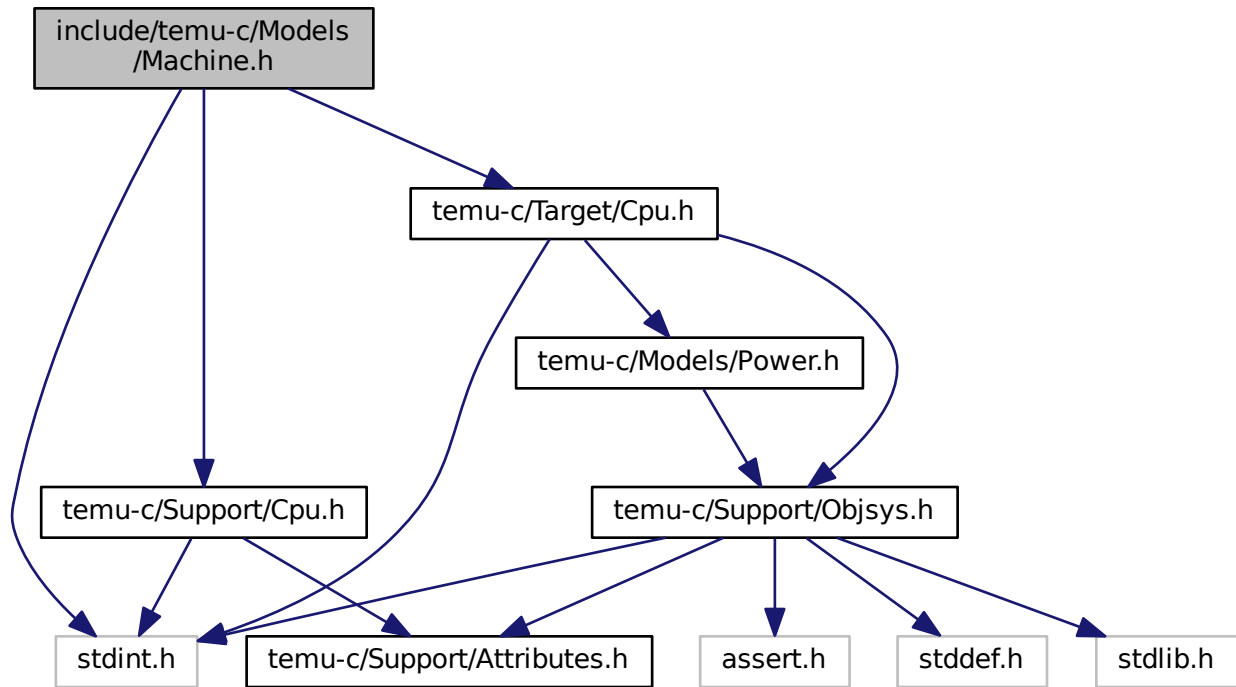 include/temu-c/Models
/Machine.h
temu-c/Target/Cpu.h
temu-c/Models/Power.h
temu-c/Support/Cpu.h
temu-c/Support/Objsys.h
stdint.h
temu-c/Support/Attributes.h
assert.h
stddef.h
stdlib.h